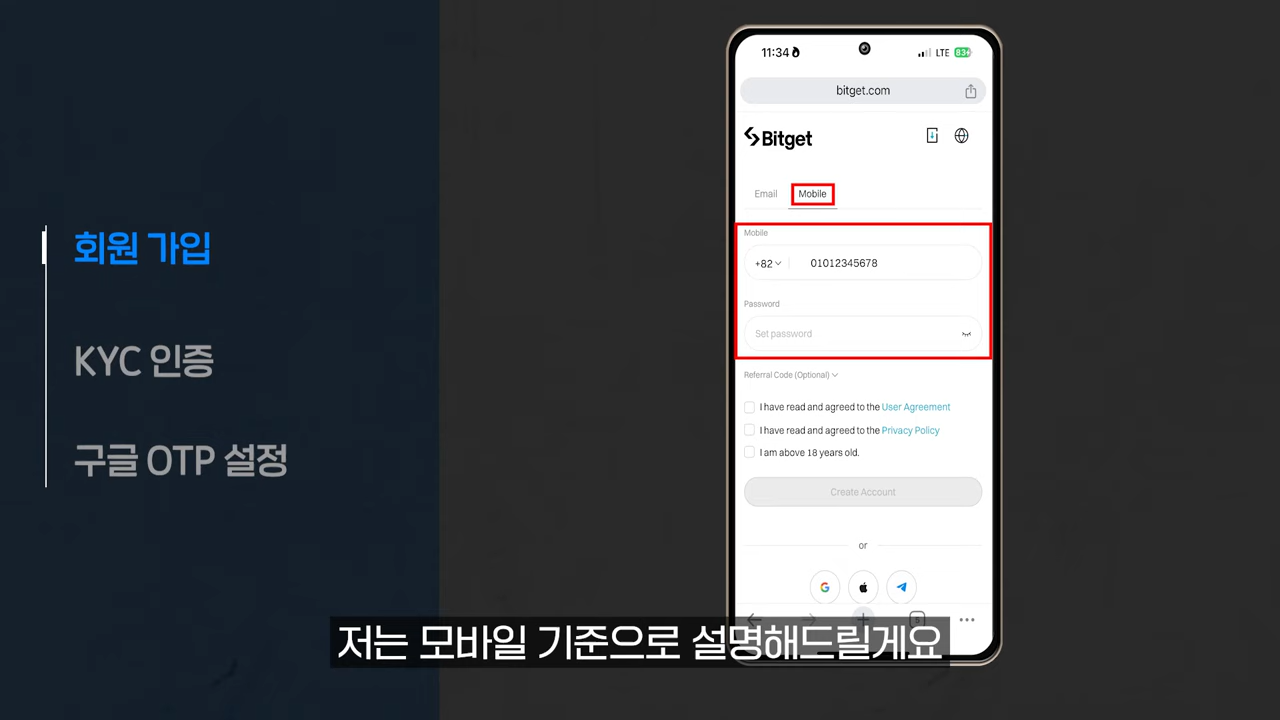 회원 가입
KYC 인증
구글 OTP 설정
11:34
LTE 83
bitget.com
Bitget
Email Mobile
Mobile
+82 01012345678
Password
Set password
Referral Code (Optional)
I have read and agreed to the User Agreement
I have read and agreed to the Privacy Policy
I am above 18 years old.
Create Account
or
G
5
저는 모바일 기준으로 설명해드릴게요